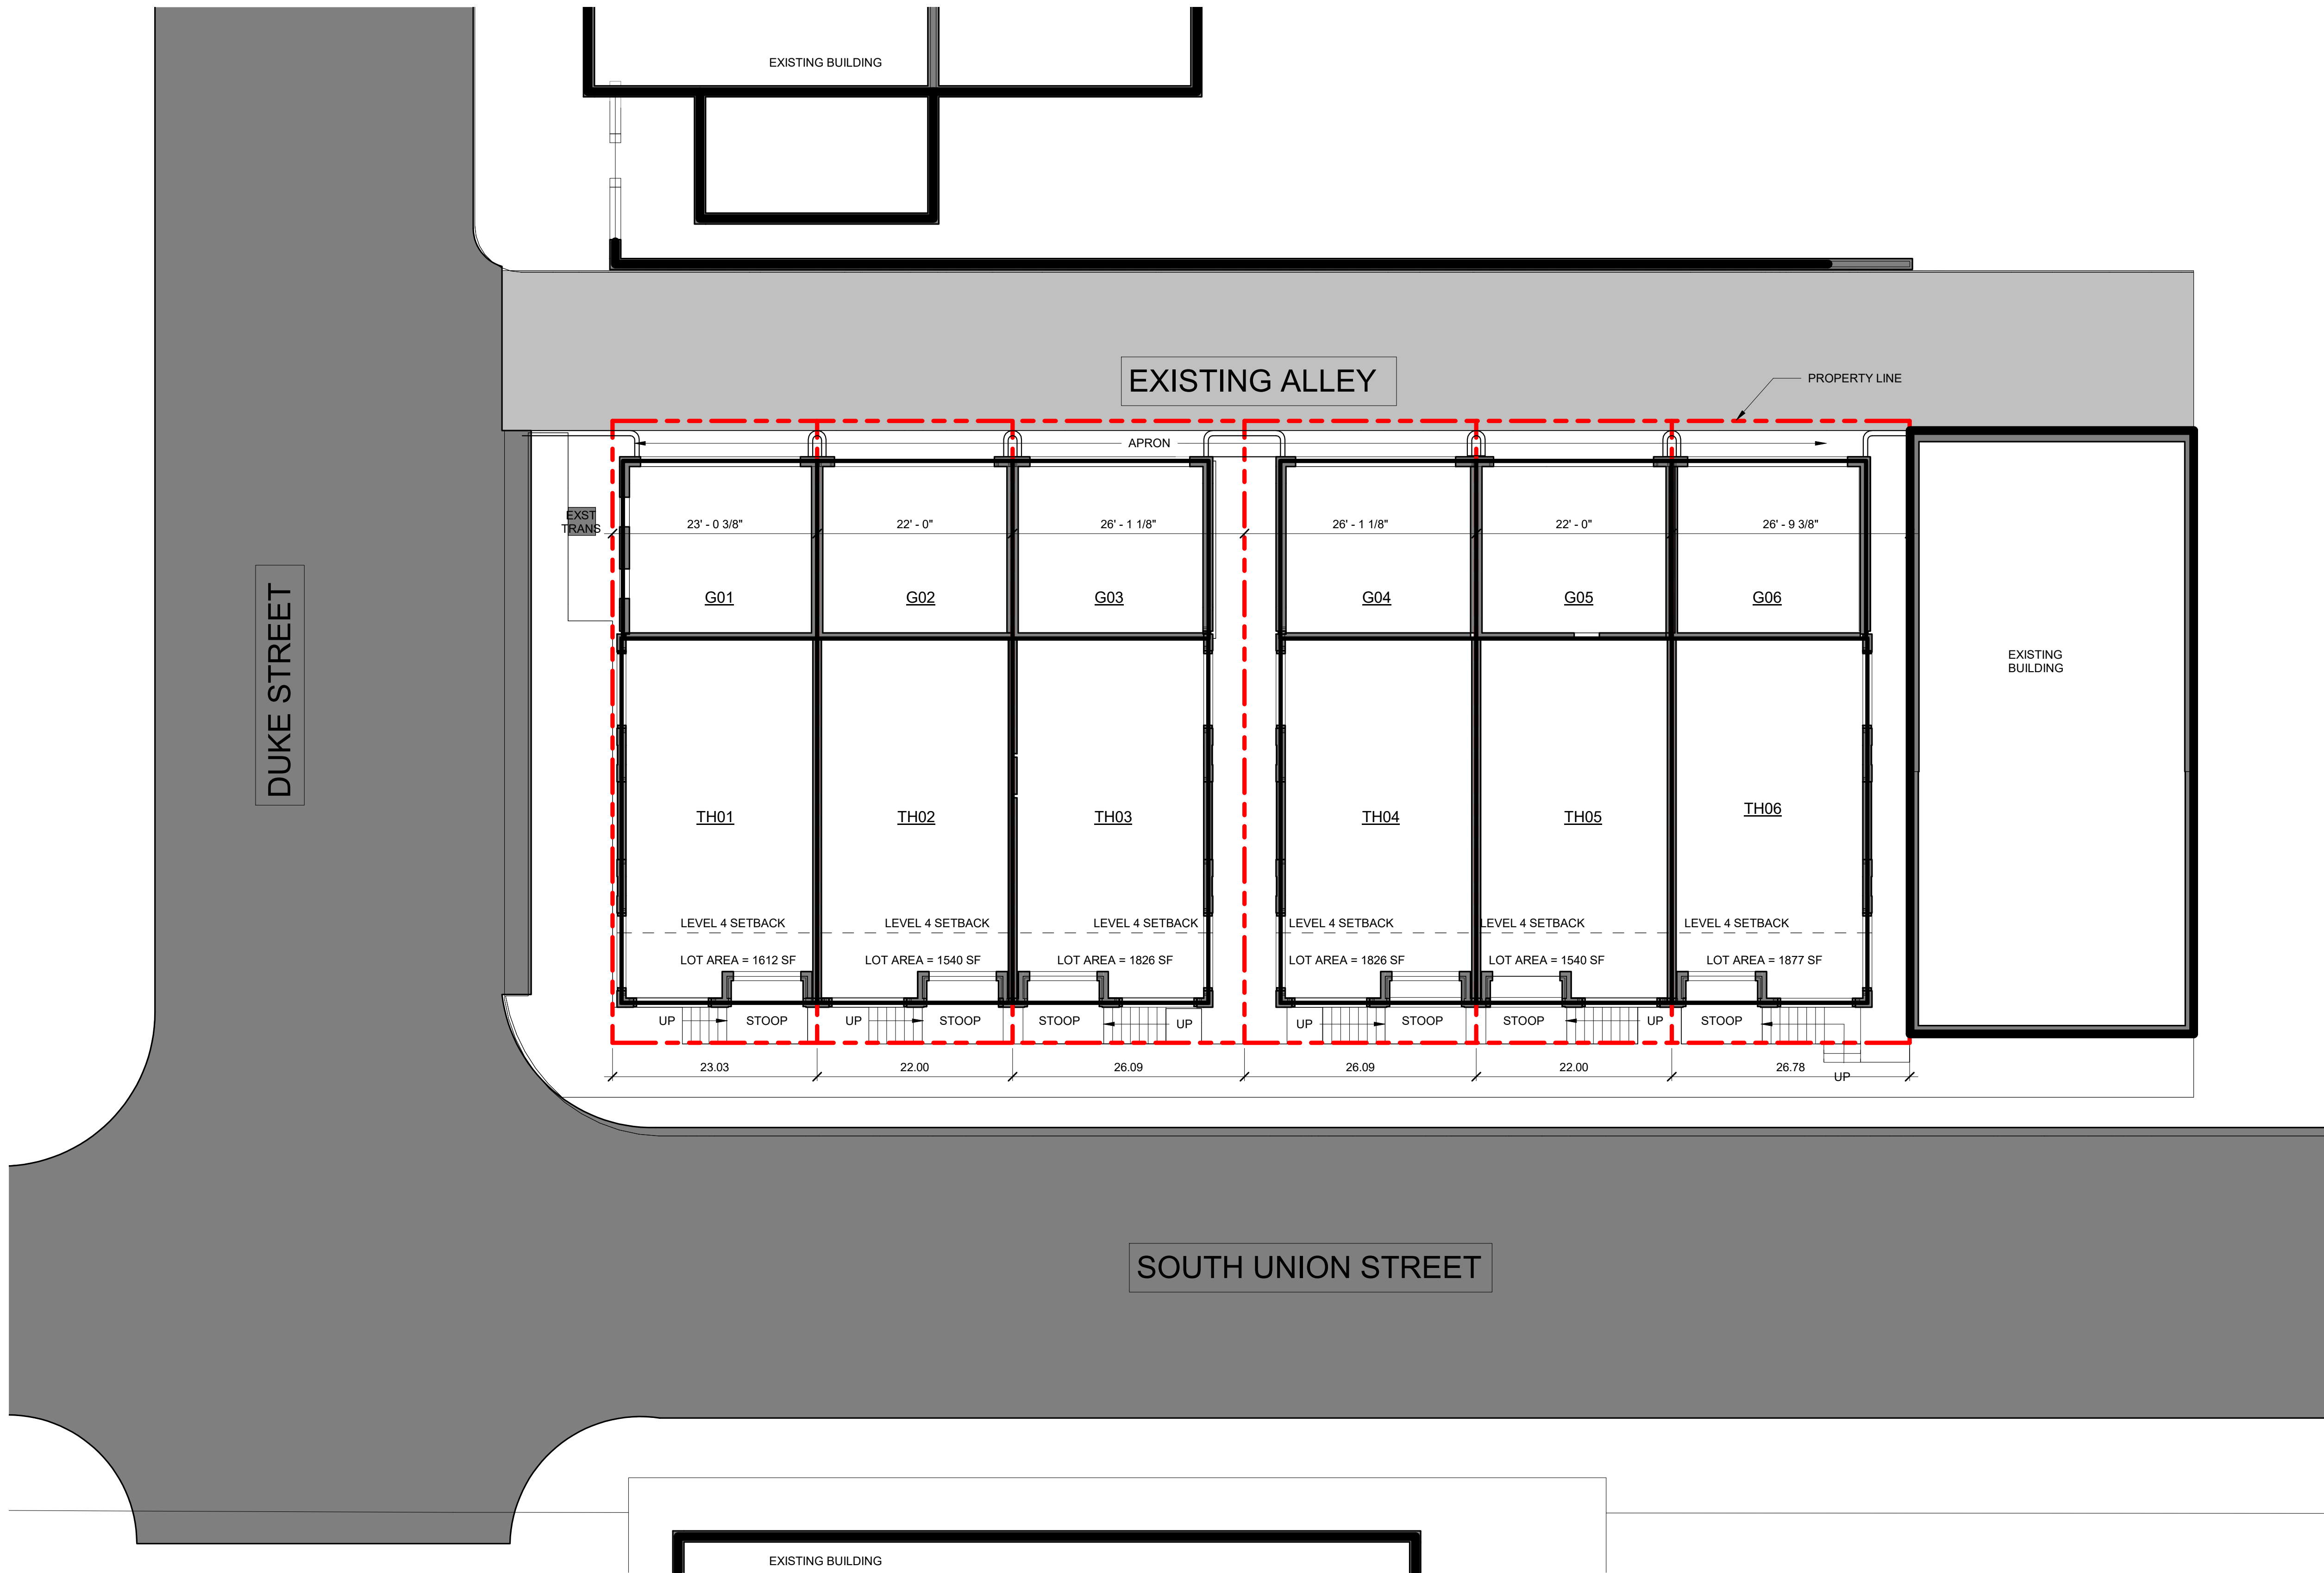 EXISTING BUILDING
EXISTING ALLEY
PROPERTY LINE
APRON
EXST
TRANS
23' - 0 3/8"
22' - 0"
26' - 1 1/8"
26' - 1 1/8"
22' - 0"
26' - 9 3/8"
G01
G02
G03
G04
G05
G06
DUKE STREET
EXISTING
BUILDING
TH01
TH02
TH03
TH04
TH05
TH06
LEVEL 4 SETBACK
LEVEL 4 SETBACK
LEVEL 4 SETBACK
LEVEL 4 SETBACK
LEVEL 4 SETBACK
LEVEL 4 SETBACK
LOT AREA = 1612 SF
LOT AREA = 1540 SF
LOT AREA = 1826 SF
LOT AREA = 1826 SF
LOT AREA = 1540 SF
LOT AREA = 1877 SF
UP
STOOP
UP
STOOP
STOOP
UP
UP
STOOP
STOOP
UP
STOOP
23.03
22.00
26.09
26.09
22.00
26.78
UP
SOUTH UNION STREET
EXISTING BUILDING